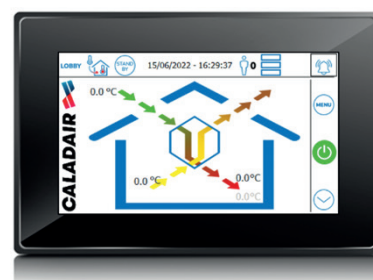 LOBBY
STAND
BY
15/06/2022 - 16:29:37
0
0.0 °C
MENU
CALADAIR
0.0 °C
0.0°C
0.0°C